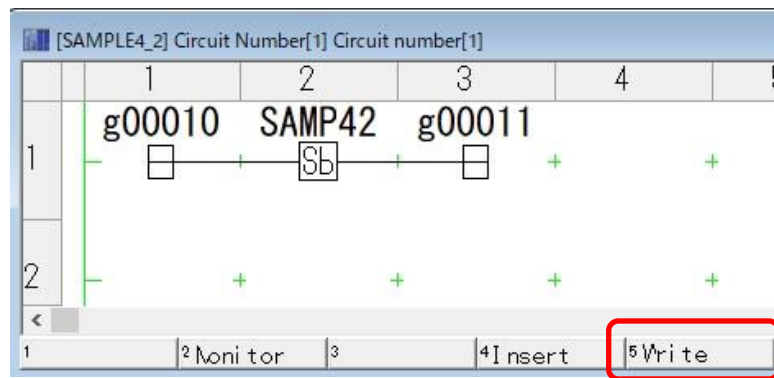 [SAMPLE4_2] Circuit Number[1] Circuit number[1]
1 2 3 4
g00010 SAMP42 g00011
1 Sb
2
<
1 2 Monitor 3 4 Insert 5 Write